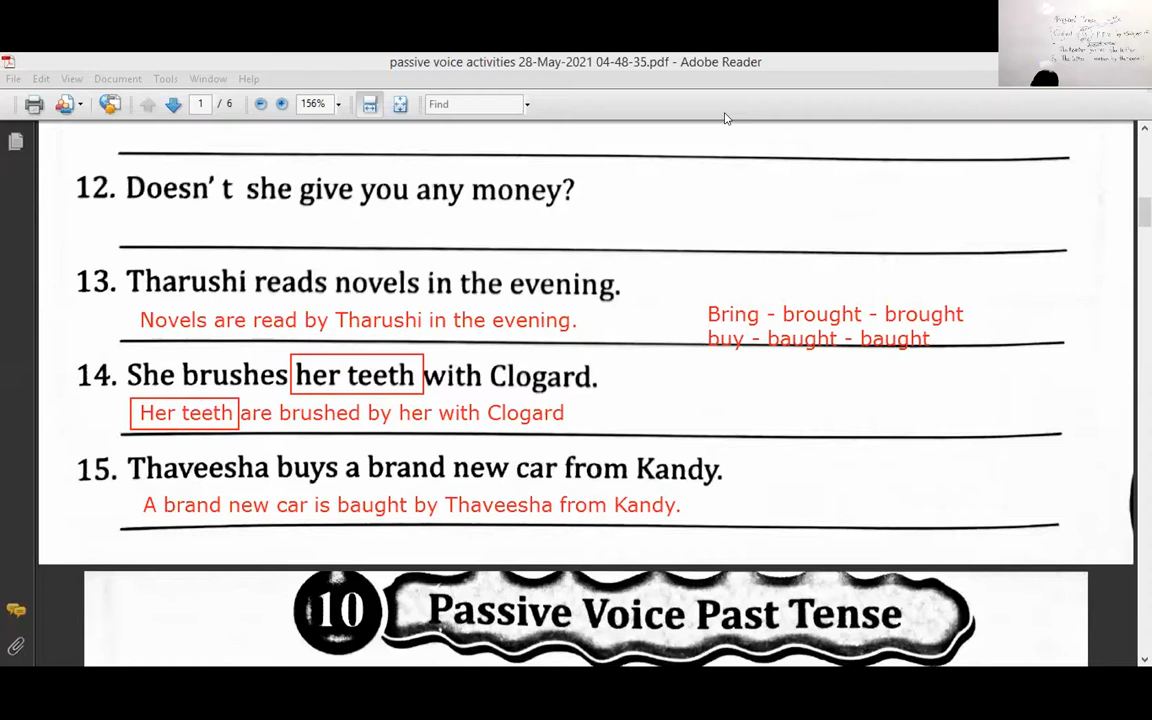 passive voice activities 28-May-2021 04-48-35.pdf - Adobe Reader
File Edit View Document Tools Window Help
1 / 6 156% Find
12. Doesn't she give you any money?
13. Tharushi reads novels in the evening.
Novels are read by Tharushi in the evening.
Bring - brought - brought
buy - baught - baught
14. She brushes her teeth with Clogard.
Her teeth are brushed by her with Clogard
15. Thaveesha buys a brand new car from Kandy.
A brand new car is baught by Thaveesha from Kandy.
10 Passive Voice Past Tense